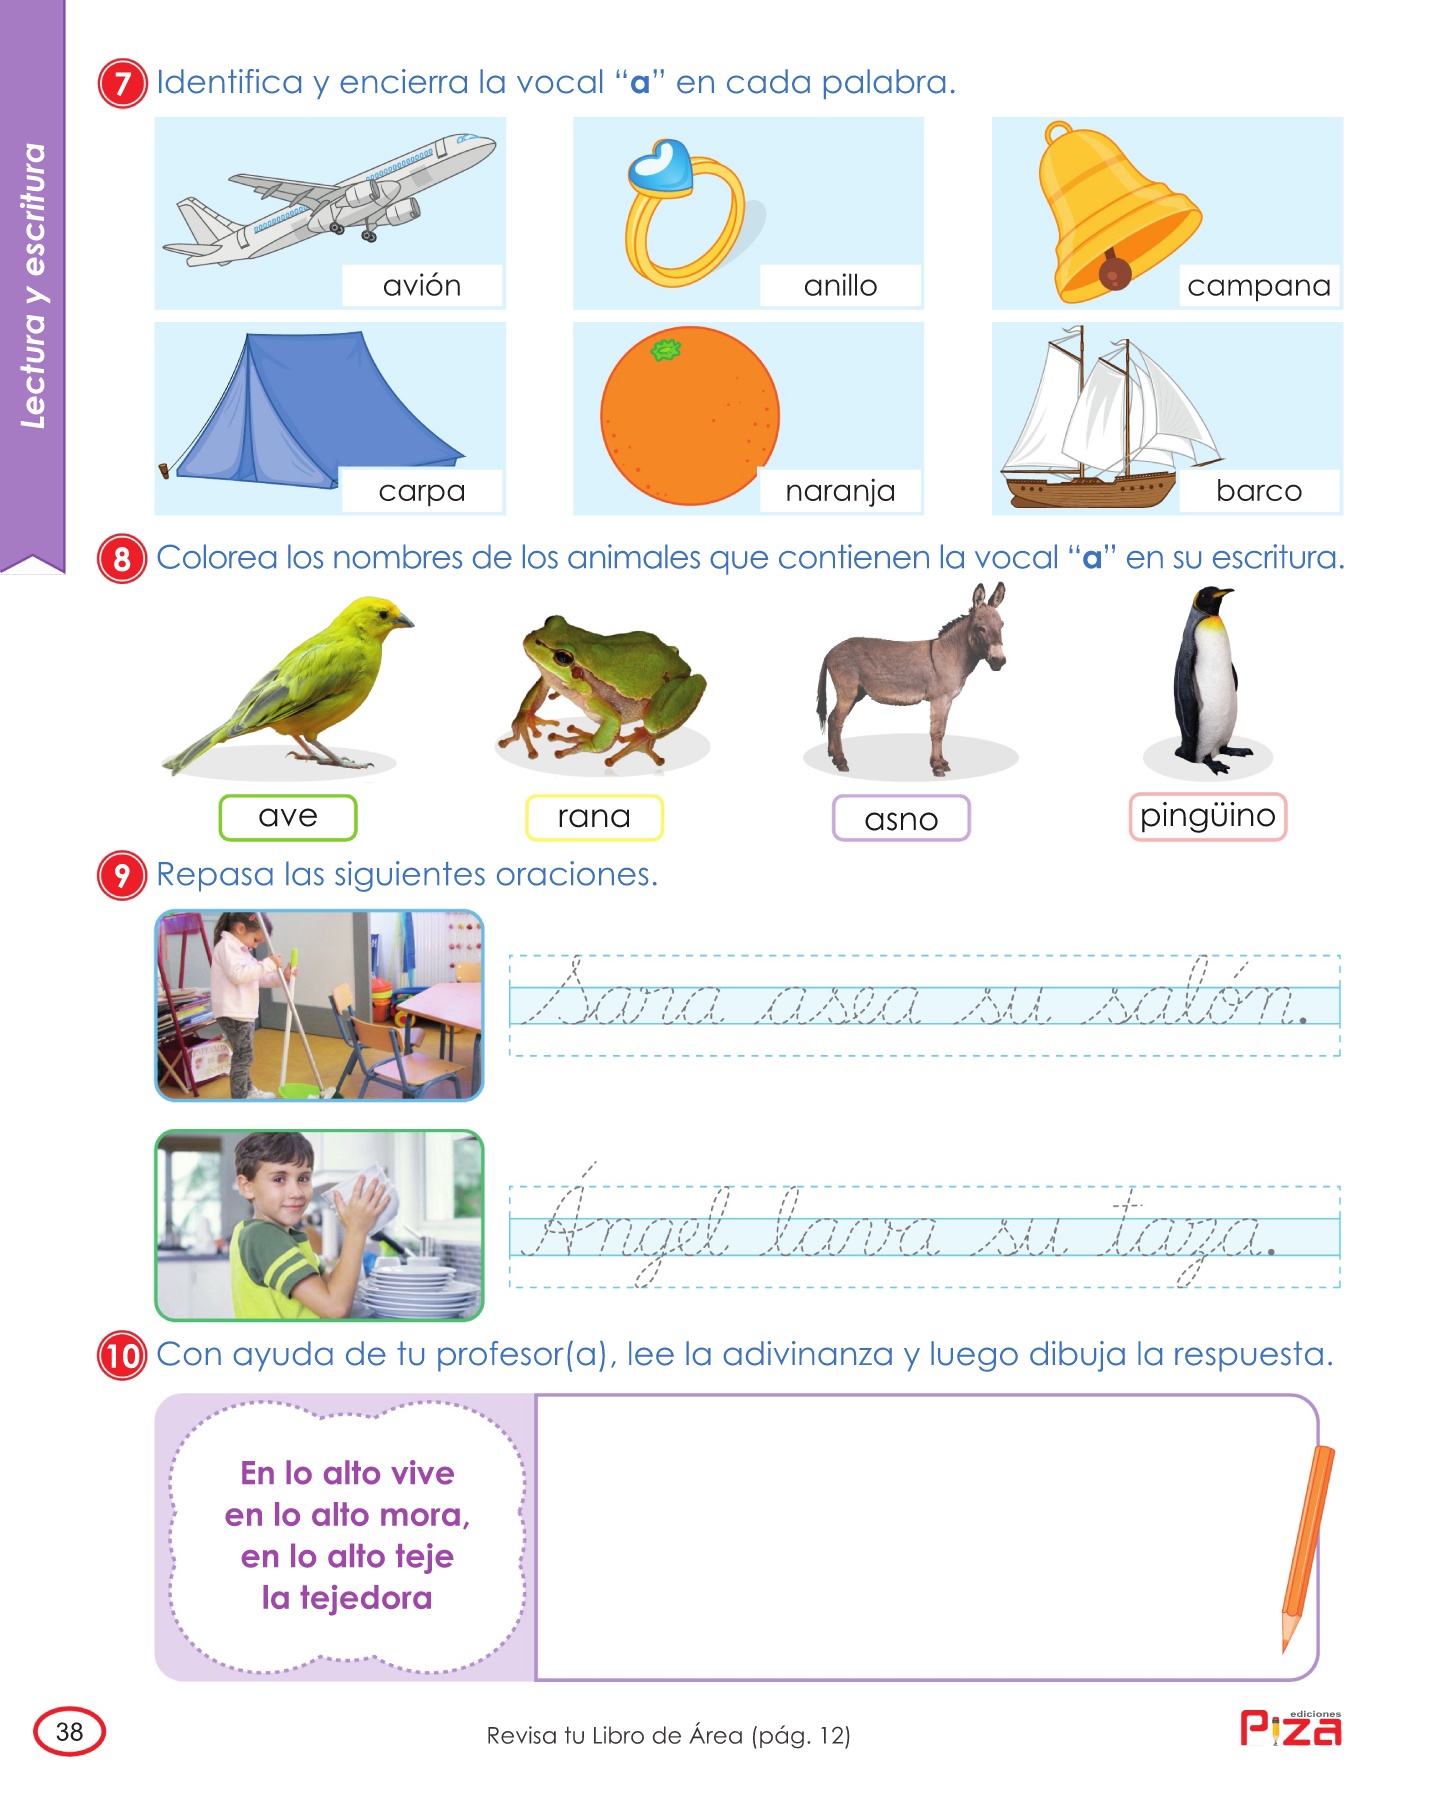 Lectura y escritura
7 Identifica y encierra la vocal “a” en cada palabra.
avión
anillo
campana
carpa
naranja
barco
8 Colorea los nombres de los animales que contienen la vocal “a” en su escritura.
ave
rana
asno
pingüino
9 Repasa las siguientes oraciones.
Sara asea su salón.
Ángel lava su taza.
10 Con ayuda de tu profesor(a), lee la adivinanza y luego dibuja la respuesta.
En lo alto vive
en lo alto mora,
en lo alto teje
la tejedora
38
Revisa tu Libro de Área (pág. 12)
ediciones
Piza